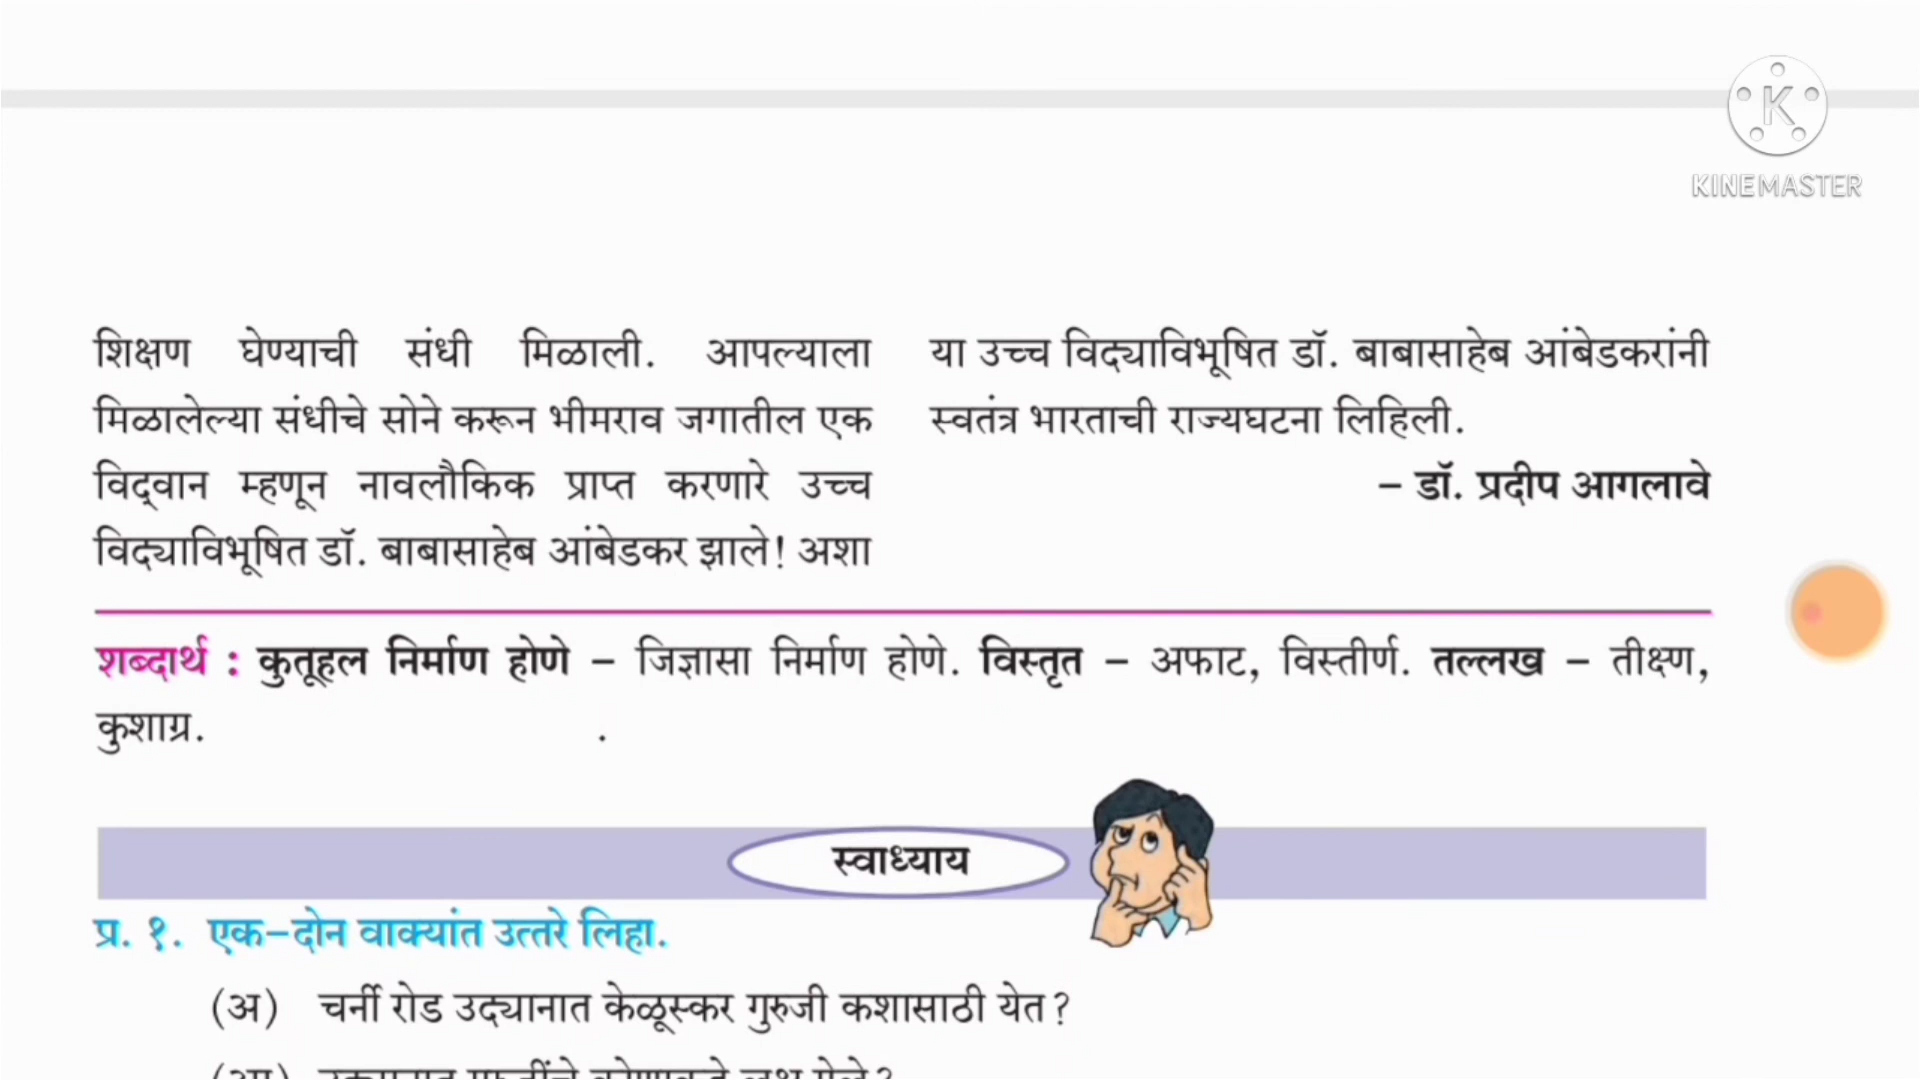 K
KINEMASTER
शिक्षण घेण्याची संधी मिळाली. आपल्याला
मिळालेल्या संधीचे सोने करून भीमराव जगातील एक
विद्‌वान म्हणून नावलौकिक प्राप्त करणारे उच्च
विद्याविभूषित डॉ. बाबासाहेब आंबेडकर झाले! अशा
या उच्च विद्याविभूषित डॉ. बाबासाहेब आंबेडकरांनी
स्वतंत्र भारताची राज्यघटना लिहिली.
– डॉ. प्रदीप आगलावे
शब्दार्थ : कुतूहल निर्माण होणे – जिज्ञासा निर्माण होणे. विस्तृत – अफाट, विस्तीर्ण. तल्लख – तीक्ष्ण,
कुशाग्र. .
स्वाध्याय
प्र. १. एक-दोन वाक्यांत उत्तरे लिहा.
(अ) चर्नी रोड उद्यानात केळूस्कर गुरुजी कशासाठी येत?